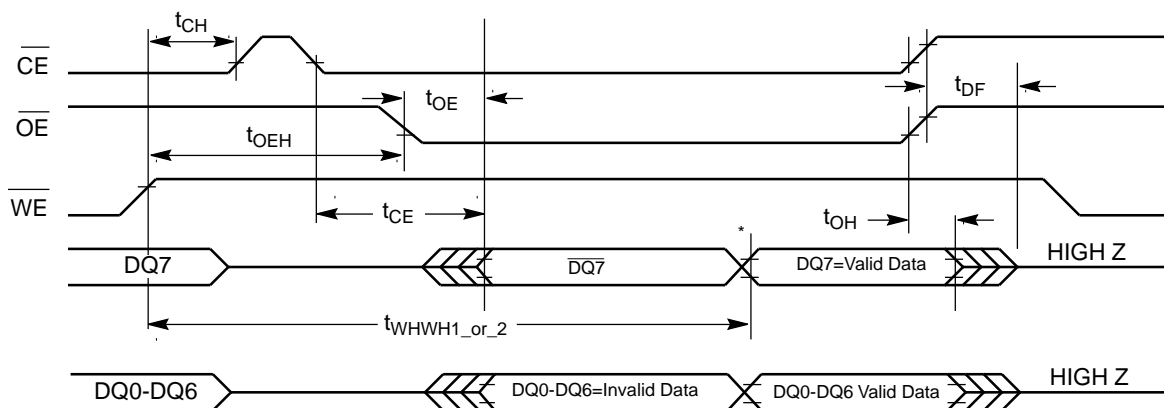 tCH
CE
tOE
tDF
OE
tOEH
WE
tCE
tOH
*
DQ7
DQ7
DQ7=Valid Data
HIGH Z
tWHWH1_or_2
DQ0-DQ6
DQ0-DQ6=Invalid Data
DQ0-DQ6 Valid Data
HIGH Z